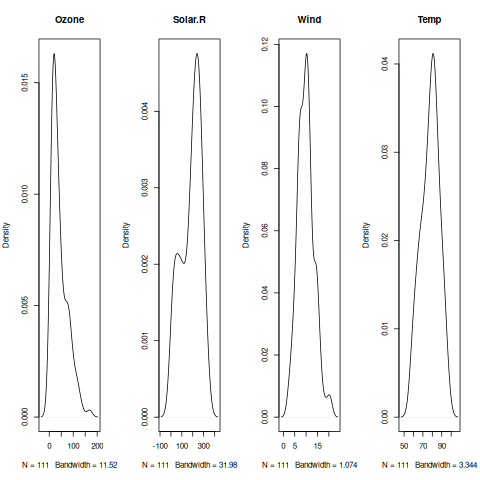 Ozone
Density
0.000 0.005 0.010 0.015
0 50 100 200
N = 111 Bandwidth = 11.52
Solar.R
Density
0.000 0.001 0.002 0.003 0.004
-100 100 300
N = 111 Bandwidth = 31.98
Wind
Density
0.00 0.02 0.04 0.06 0.08 0.10 0.12
0 5 15
N = 111 Bandwidth = 1.074
Temp
Density
0.00 0.01 0.02 0.03 0.04
50 70 90
N = 111 Bandwidth = 3.344